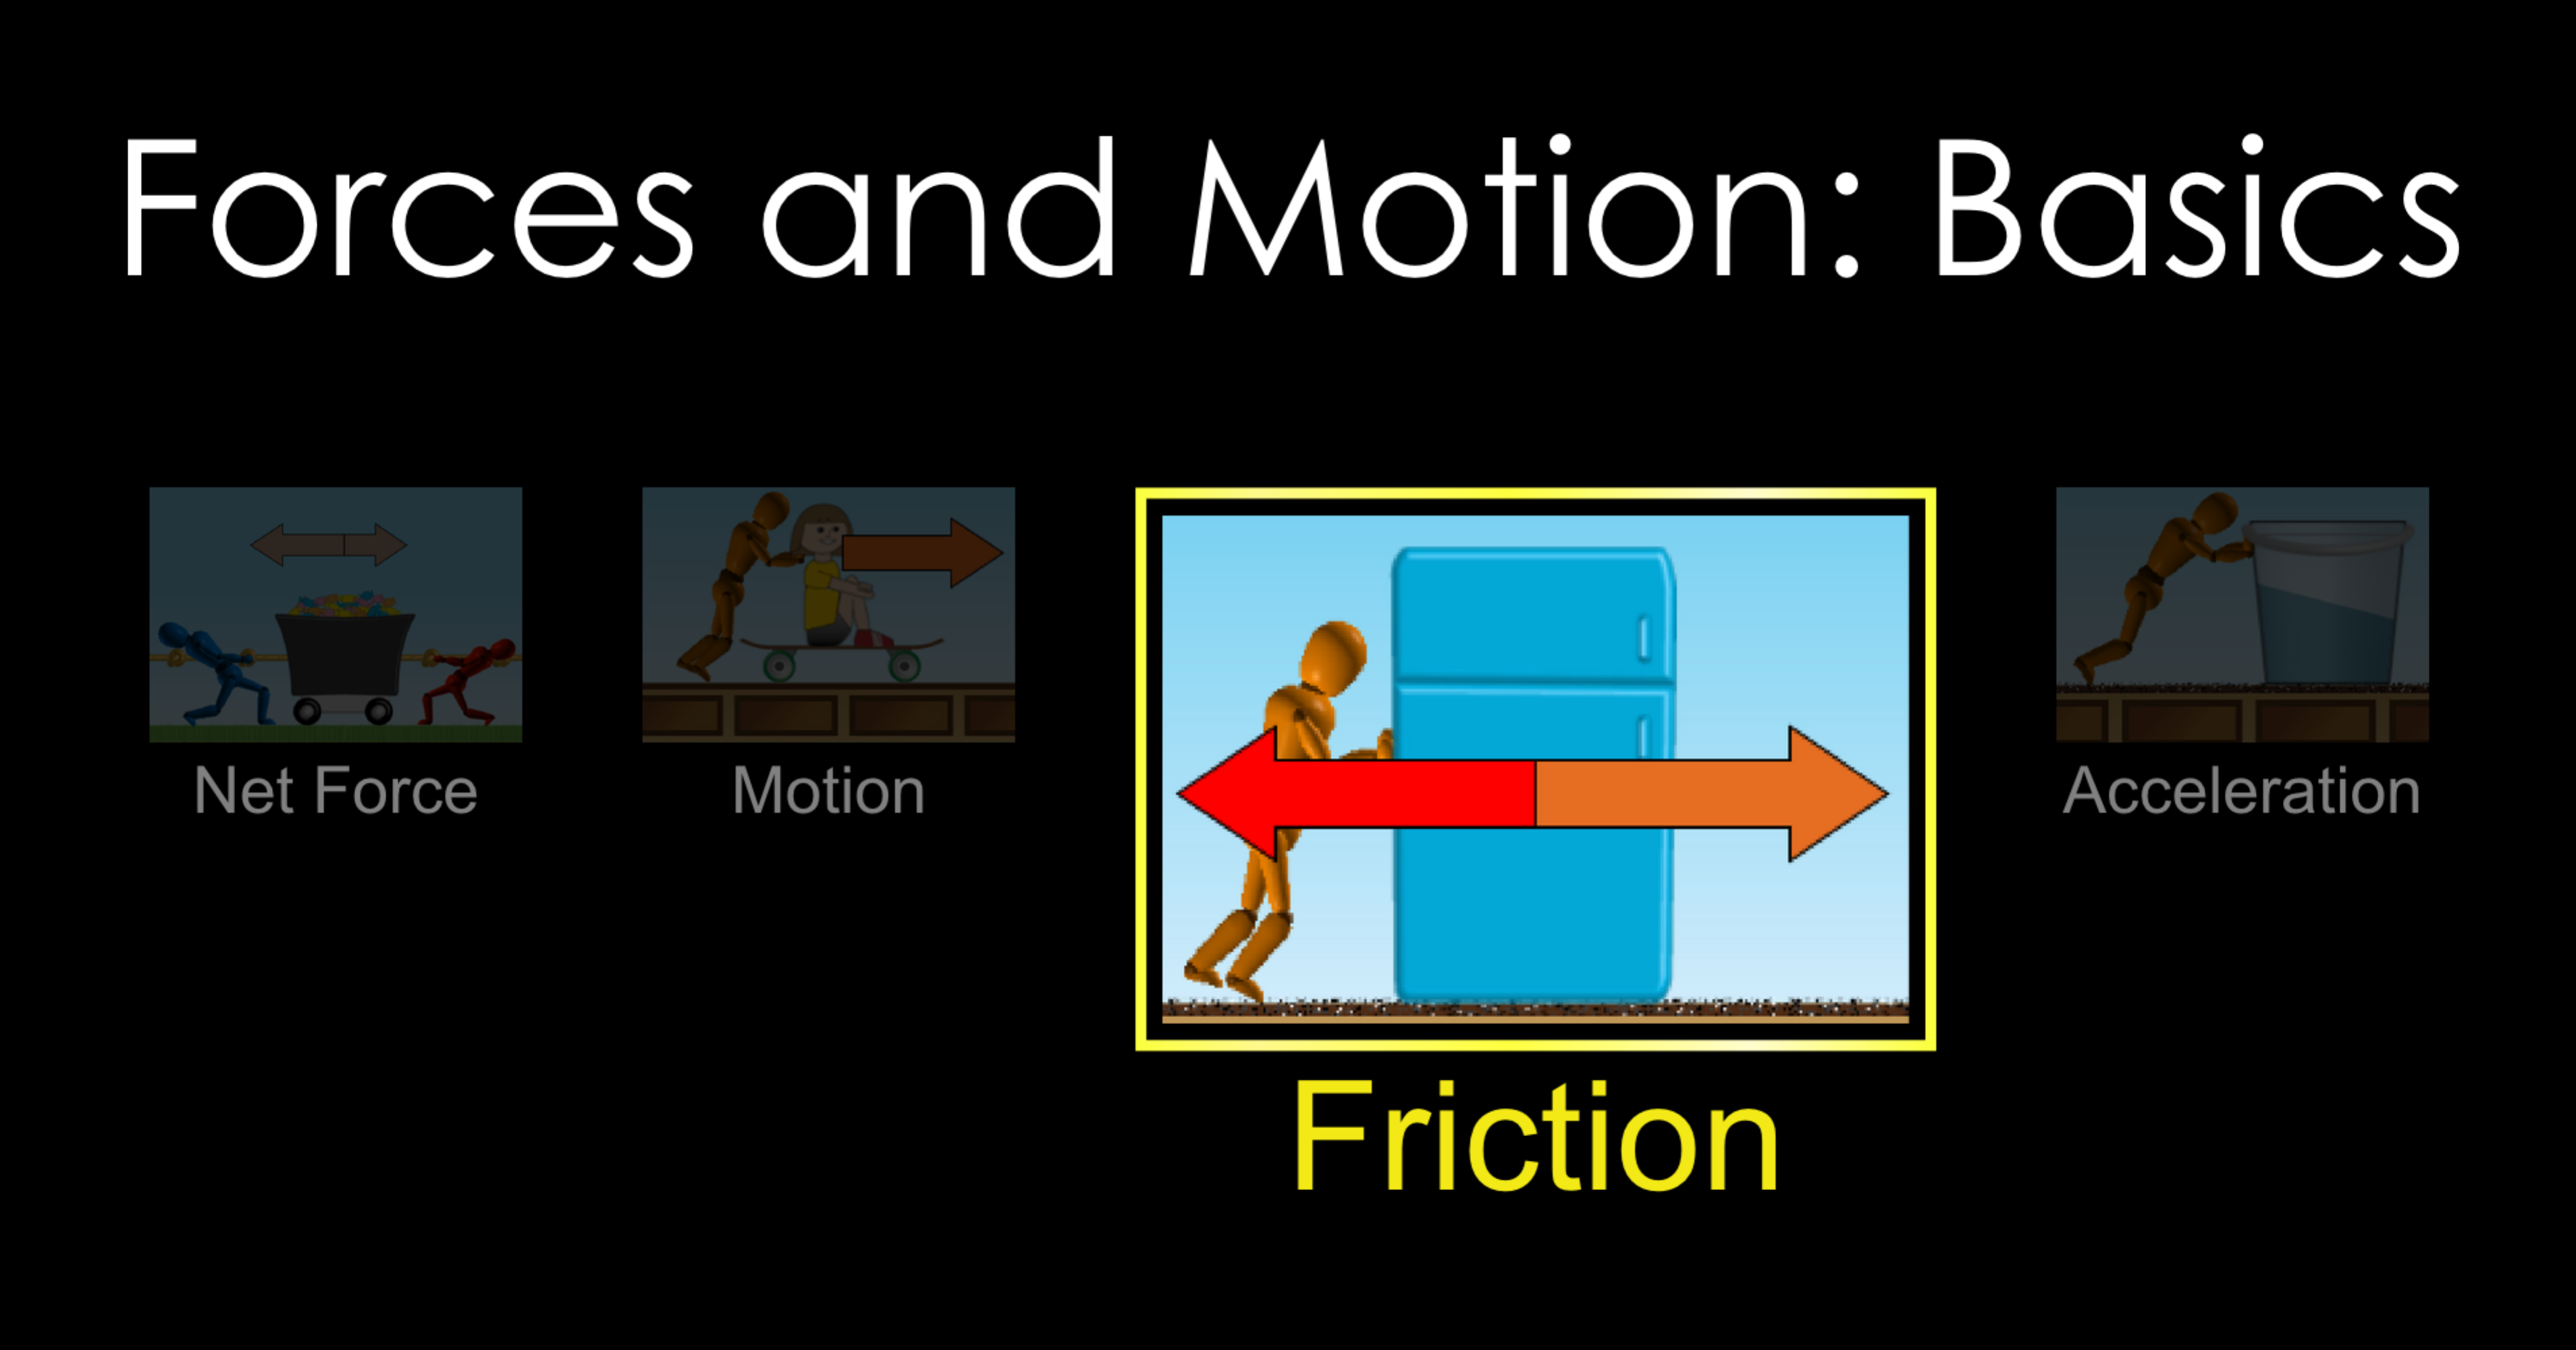 Forces and Motion: Basics
Net Force
Motion
Friction
Acceleration